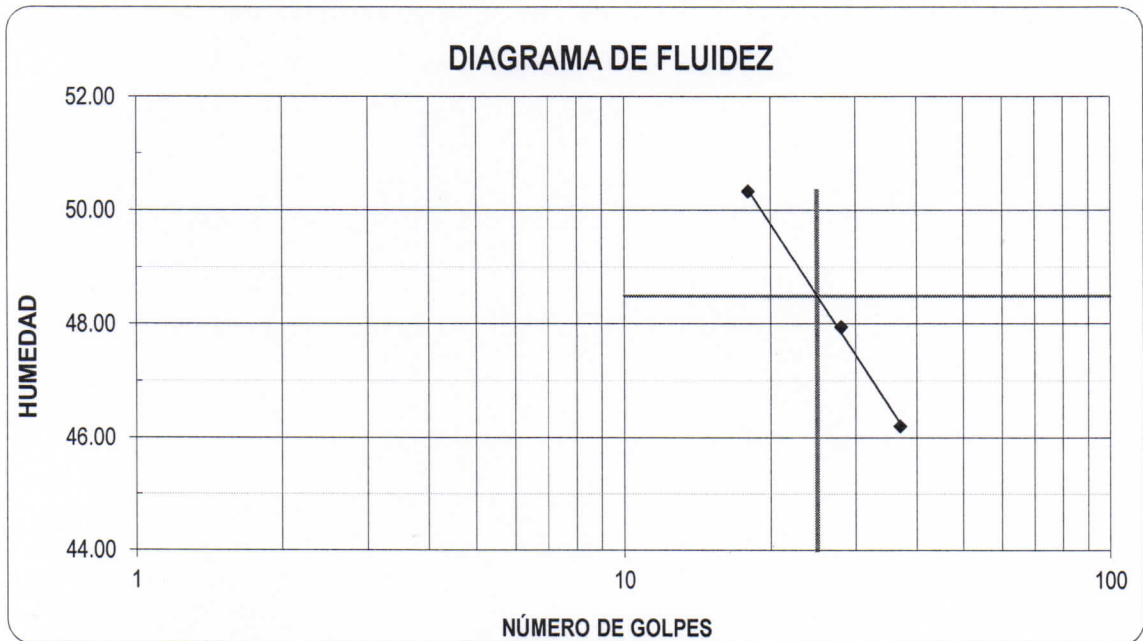 DIAGRAMA DE FLUIDEZ
52.00
50.00
48.00
46.00
44.00
HUMEDAD
1 10 100
NÚMERO DE GOLPES